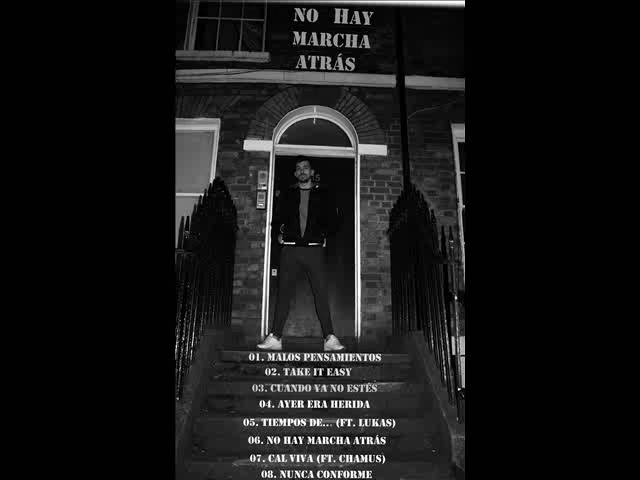 NO HAY
MARCHA
ATRÁS
01. MALOS PENSAMIENTOS
02. TAKE IT EASY
03. CUANDO YA NO ESTÉS
04. AYER ERA HERIDA
05. TIEMPOS DE... (FT. LUKAS)
06. NO HAY MARCHA ATRÁS
07. CAL VIVA (FT. CHAMUS)
08. NUNCA CONFORME